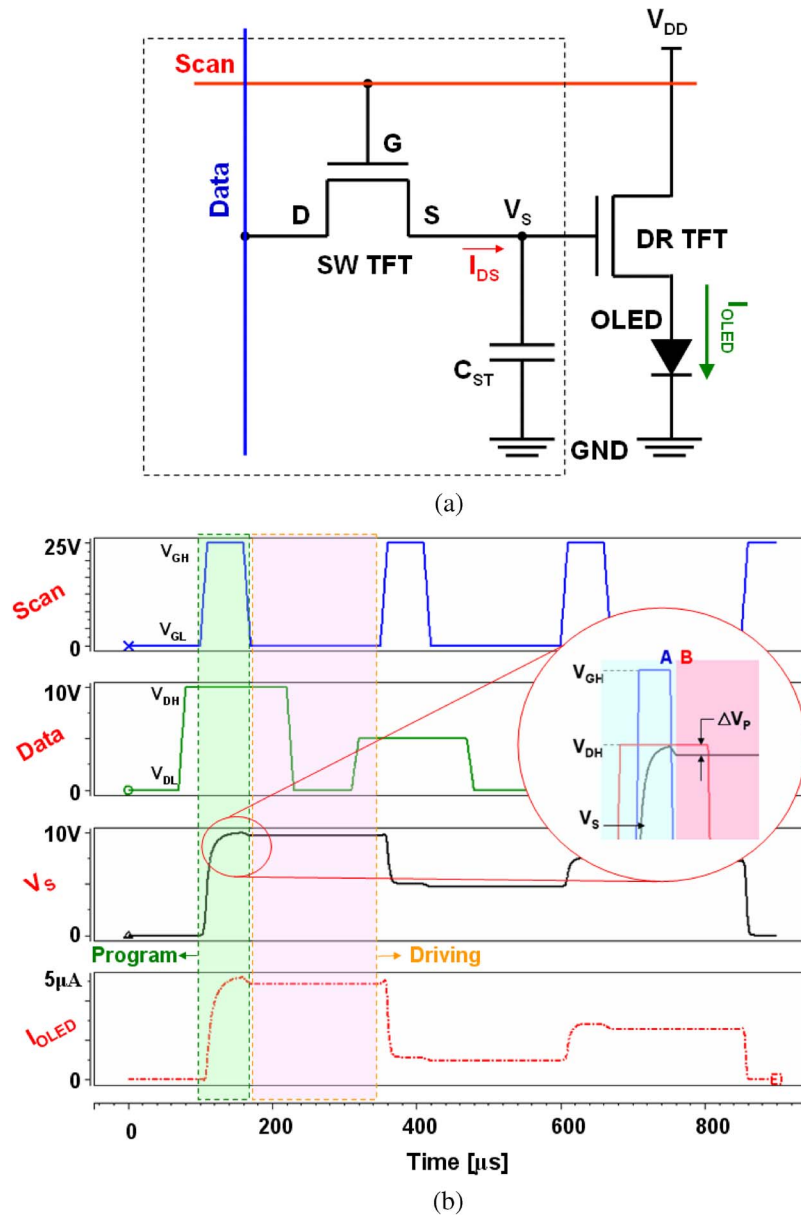 V_DD
Scan
G
Data
D
S
V_S
SW TFT
DR TFT
I_DS
OLED
I_OLED
C_ST
GND
(a)
25V
V_GH
Scan
V_GL
0
10V
V_DH
Data
V_DL
0
A B
V_GH
ΔV_P
V_DH
V_S
10V
V_S
0
Program
Driving
5μA
I_OLED
0
0 200 400 600 800
Time [μs]
(b)